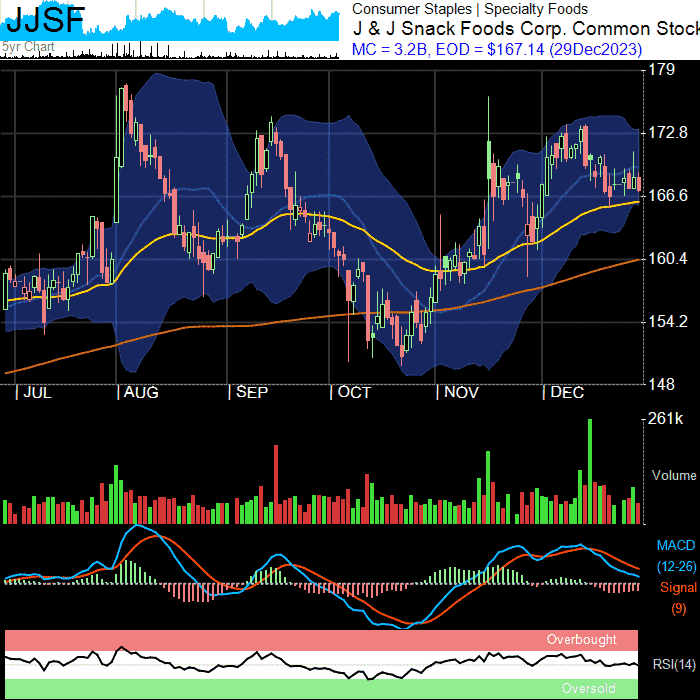 JJSF
5yr Chart
Consumer Staples | Specialty Foods
J & J Snack Foods Corp. Common Stock
MC = 3.2B, EOD = $167.14 (29Dec2023)
179
172.8
166.6
160.4
154.2
148
| JUL | AUG | SEP | OCT | NOV | DEC
261k
Volume
MACD
(12-26)
Signal
(9)
Overbought
RSI(14)
Oversold